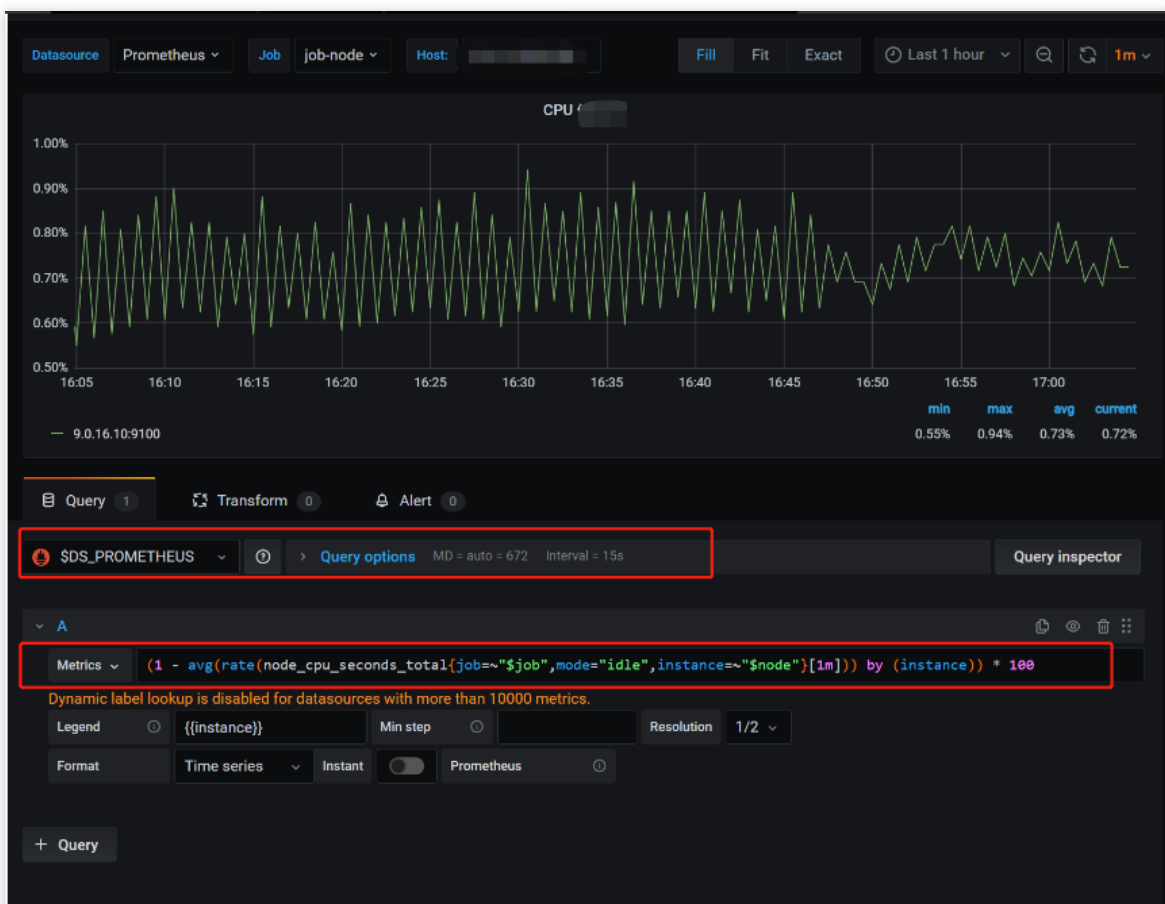 Datasource Prometheus Job job-node Host: Fill Fit Exact Last 1 hour 1m
CPU
1.00%
0.90%
0.80%
0.70%
0.60%
0.50%
16:05 16:10 16:15 16:20 16:25 16:30 16:35 16:40 16:45 16:50 16:55 17:00
min max avg current
9.0.16.10:9100 0.55% 0.94% 0.73% 0.72%
Query 1 Transform 0 Alert 0
$DS_PROMETHEUS Query options MD = auto = 672 Interval = 15s Query inspector
A
Metrics (1 - avg(rate(node_cpu_seconds_total{job=~"$job",mode="idle",instance=~"$node"}[1m])) by (instance)) * 100
Dynamic label lookup is disabled for datasources with more than 10000 metrics.
Legend {{instance}} Min step Resolution 1/2
Format Time series Instant Prometheus
+ Query